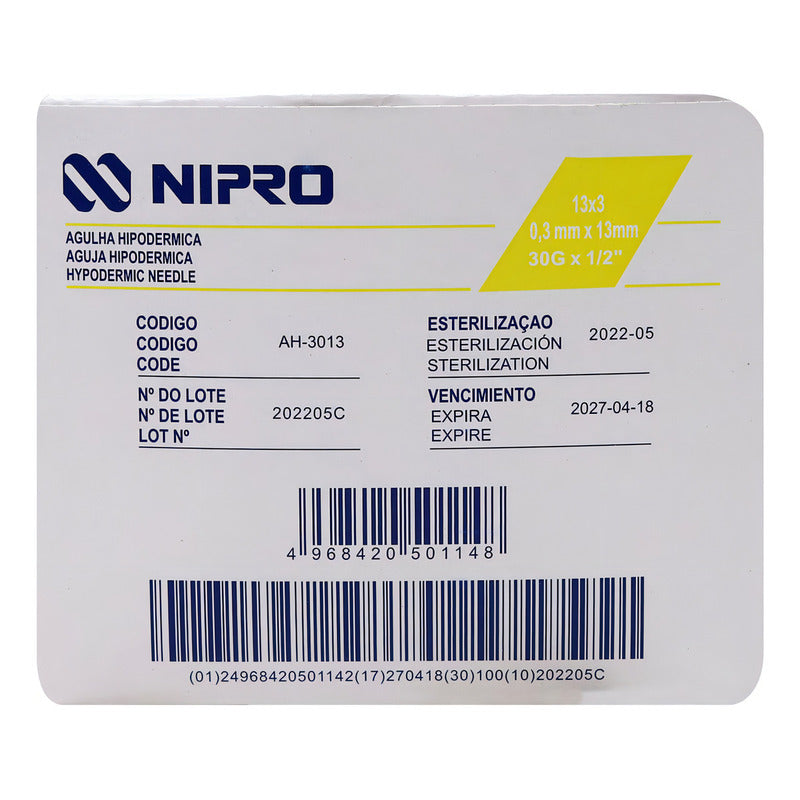 NIPRO
AGULHA HIPODERMICA
AGUJA HIPODERMICA
HYPODERMIC NEEDLE
13x3
0,3 mm x 13mm
30G x 1/2"
CODIGO
CODIGO
CODE
AH-3013
ESTERILIZAÇAO
ESTERILIZACIÓN
STERILIZATION
2022-05
Nº DO LOTE
Nº DE LOTE
LOT Nº
202205C
VENCIMIENTO
EXPIRA
EXPIRE
2027-04-18
4 968420 501148
(01)24968420501142(17)270418(30)100(10)202205C